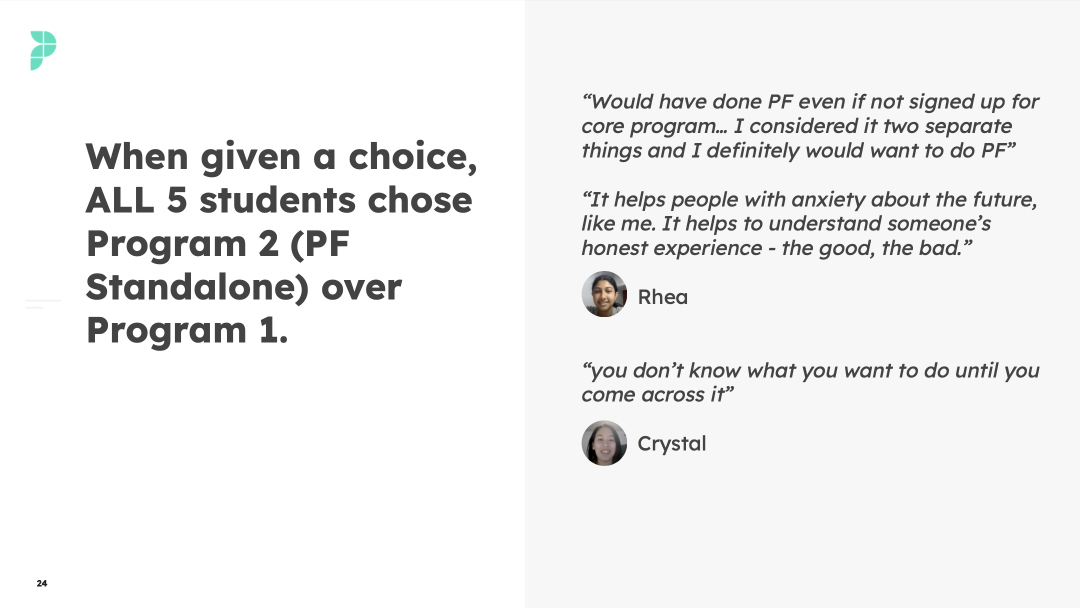 When given a choice,
ALL 5 students chose
Program 2 (PF
Standalone) over
Program 1.
“Would have done PF even if not signed up for
core program... I considered it two separate
things and I definitely would want to do PF”
“It helps people with anxiety about the future,
like me. It helps to understand someone’s
honest experience - the good, the bad.”
Rhea
“you don’t know what you want to do until you
come across it”
Crystal
24